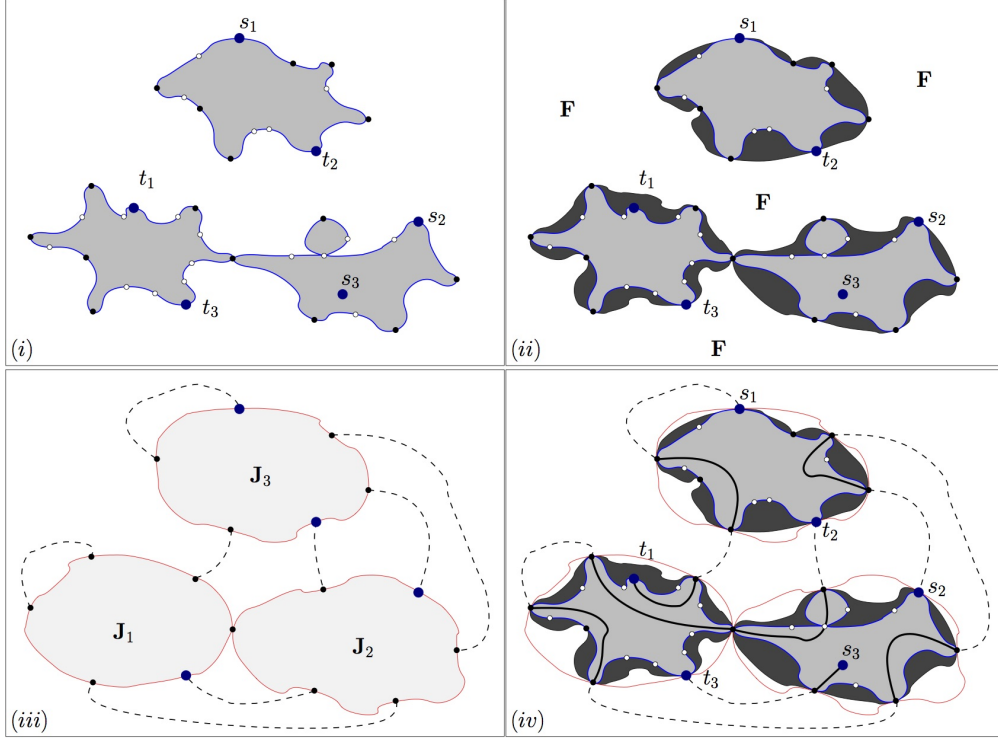 s₁
t₂
t₁
s₂
s₃
t₃
(i)
s₁
F
F
t₂
t₁
F
s₂
s₃
t₃
F
(ii)
J₃
J₁
J₂
(iii)
s₁
t₂
t₁
s₂
s₃
t₃
(iv)